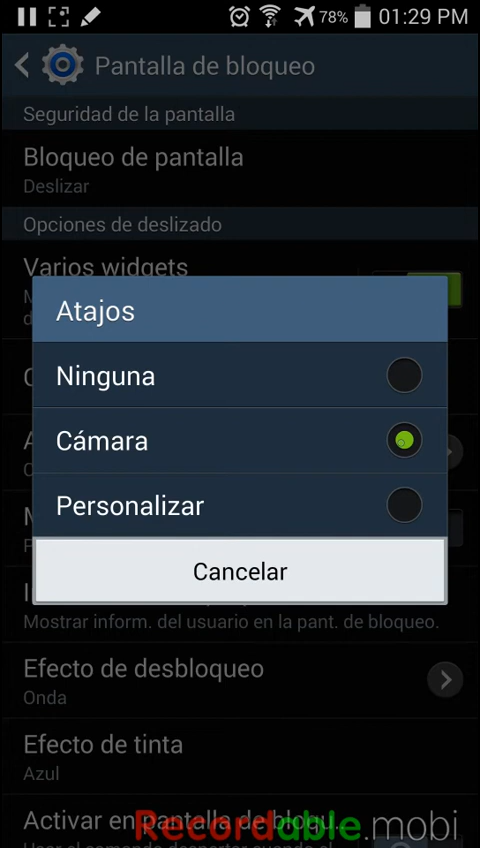 78% 01:29 PM
Pantalla de bloqueo
Seguridad de la pantalla
Bloqueo de pantalla
Deslizar
Opciones de deslizado
Varios widgets
Atajos
Ninguna
Cámara
Personalizar
Cancelar
Mostrar inform. del usuario en la pant. de bloqueo.
Efecto de desbloqueo
Onda
Efecto de tinta
Azul
Activar en pantalla de bloqu...
Recordable.mobi